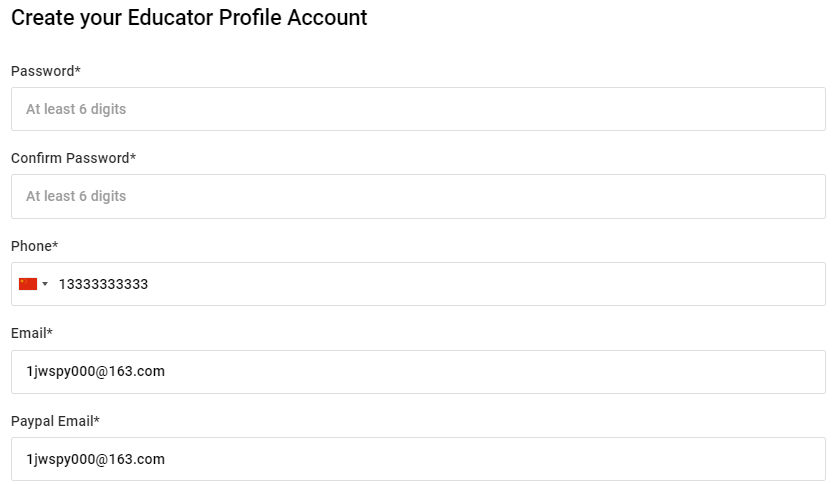 Create your Educator Profile Account
Password*
At least 6 digits
Confirm Password*
At least 6 digits
Phone*
13333333333
Email*
1jwspy000@163.com
Paypal Email*
1jwspy000@163.com